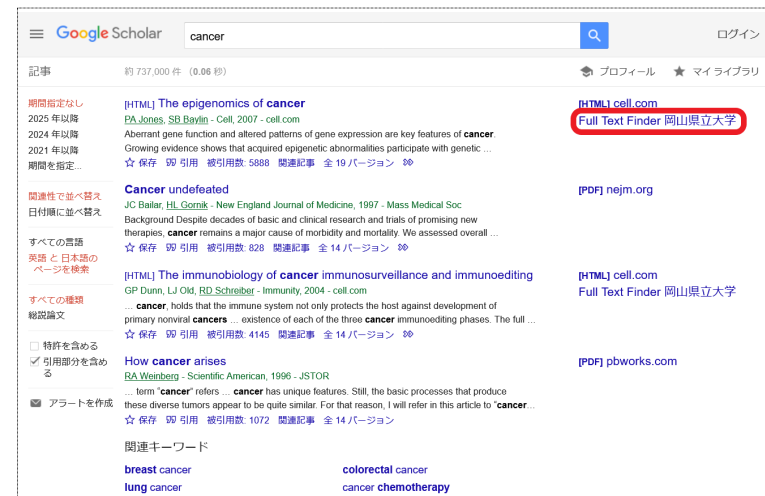 Google Scholar
cancer
ログイン
記事
約 737,000 件 （0.06 秒）
プロフィール
マイ ライブラリ
期間指定なし
2025 年以降
2024 年以降
2021 年以降
期間を指定...
関連性で並べ替え
日付順に並べ替え
すべての言語
英語 と 日本語の
ページを検索
すべての種類
総説論文
特許を含める
引用部分を含め
る
アラートを作成
[HTML] The epigenomics of cancer
PA Jones, SB Baylin - Cell, 2007 - cell.com
Aberrant gene function and altered patterns of gene expression are key features of cancer.
Growing evidence shows that acquired epigenetic abnormalities participate with genetic ...
保存 引用 被引用数: 5888 関連記事 全 19 バージョン
[HTML] cell.com
Full Text Finder 岡山県立大学
Cancer undefeated
JC Bailar, HL Gornik - New England Journal of Medicine, 1997 - Mass Medical Soc
Background Despite decades of basic and clinical research and trials of promising new
therapies, cancer remains a major cause of morbidity and mortality. We assessed overall ...
保存 引用 被引用数: 828 関連記事 全 14 バージョン
[PDF] nejm.org
[HTML] The immunobiology of cancer immunosurveillance and immunoediting
GP Dunn, LJ Old, RD Schreiber - Immunity, 2004 - cell.com
... cancer, holds that the immune system not only protects the host against development of
primary nonviral cancers ... existence of each of the three cancer immunoediting phases. The full ...
保存 引用 被引用数: 4145 関連記事 全 14 バージョン
[HTML] cell.com
Full Text Finder 岡山県立大学
How cancer arises
RA Weinberg - Scientific American, 1996 - JSTOR
... term "cancer" refers ... cancer has unique features. Still, the basic processes that produce
these diverse tumors appear to be quite similar. For that reason, I will refer in this article to "cancer...
保存 引用 被引用数: 1072 関連記事 全 14 バージョン
[PDF] pbworks.com
関連キーワード
breast cancer
colorectal cancer
lung cancer
cancer chemotherapy